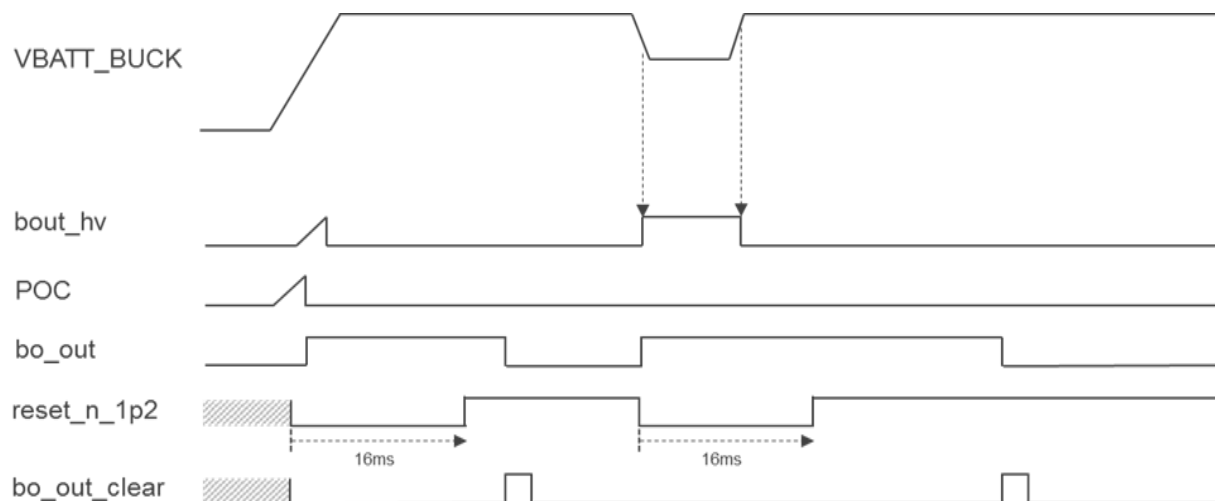 VBATT_BUCK
bout_hv
POC
bo_out
reset_n_1p2
16ms 16ms
bo_out_clear